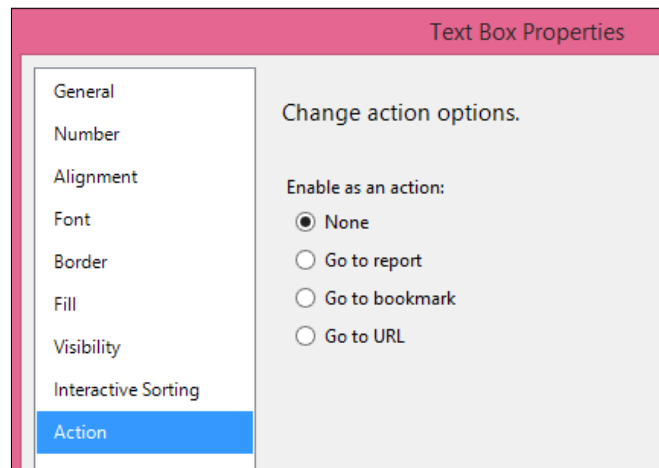 Text Box Properties
General
Number
Alignment
Font
Border
Fill
Visibility
Interactive Sorting
Action
Change action options.
Enable as an action:
None
Go to report
Go to bookmark
Go to URL